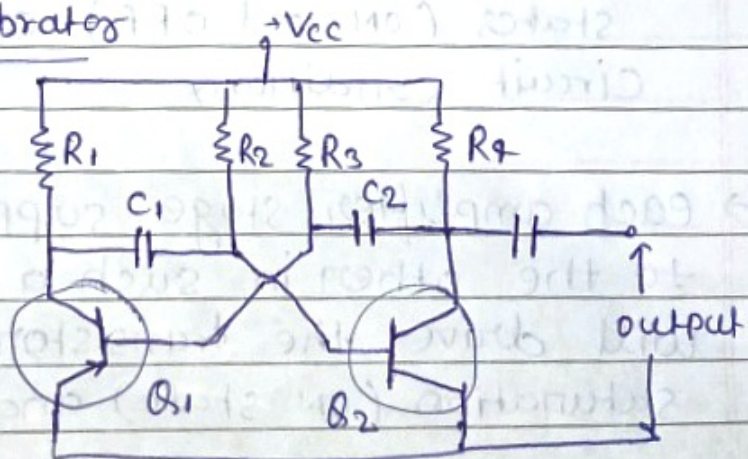 brator
+Vcc
R1
R2
R3
R4
C1
C2
output
Q1
Q2